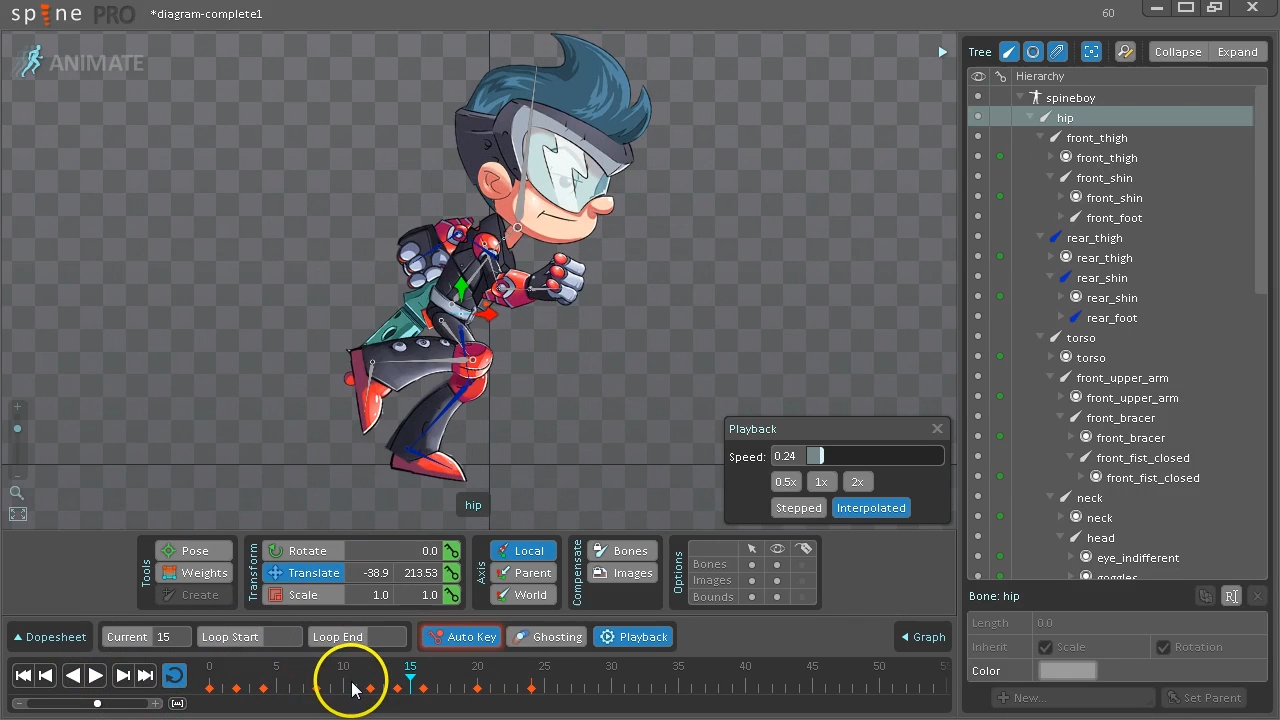 spine PRO *diagram-complete1 60
ANIMATE
Tree Collapse Expand
Hierarchy
spineboy
hip
front_thigh
front_thigh
front_shin
front_shin
front_foot
rear_thigh
rear_thigh
rear_shin
rear_shin
rear_foot
torso
torso
front_upper_arm
front_upper_arm
front_bracer
front_bracer
front_fist_closed
front_fist_closed
neck
neck
head
eye_indifferent
goggles
Playback
Speed: 0.24
0.5x 1x 2x
Stepped Interpolated
hip
Tools
Pose
Weights
Create
Transform
Rotate 0.0
Translate -38.9 213.53
Scale 1.0 1.0
Axis
Local
Parent
World
Compensate
Bones
Images
Options
Bones
Images
Bounds
Bone: hip
Length 0.0
Inherit Scale Rotation
Color
New... Set Parent
Dopesheet Current 15 Loop Start Loop End Auto Key Ghosting Playback Graph
0 5 10 15 20 25 30 35 40 45 50